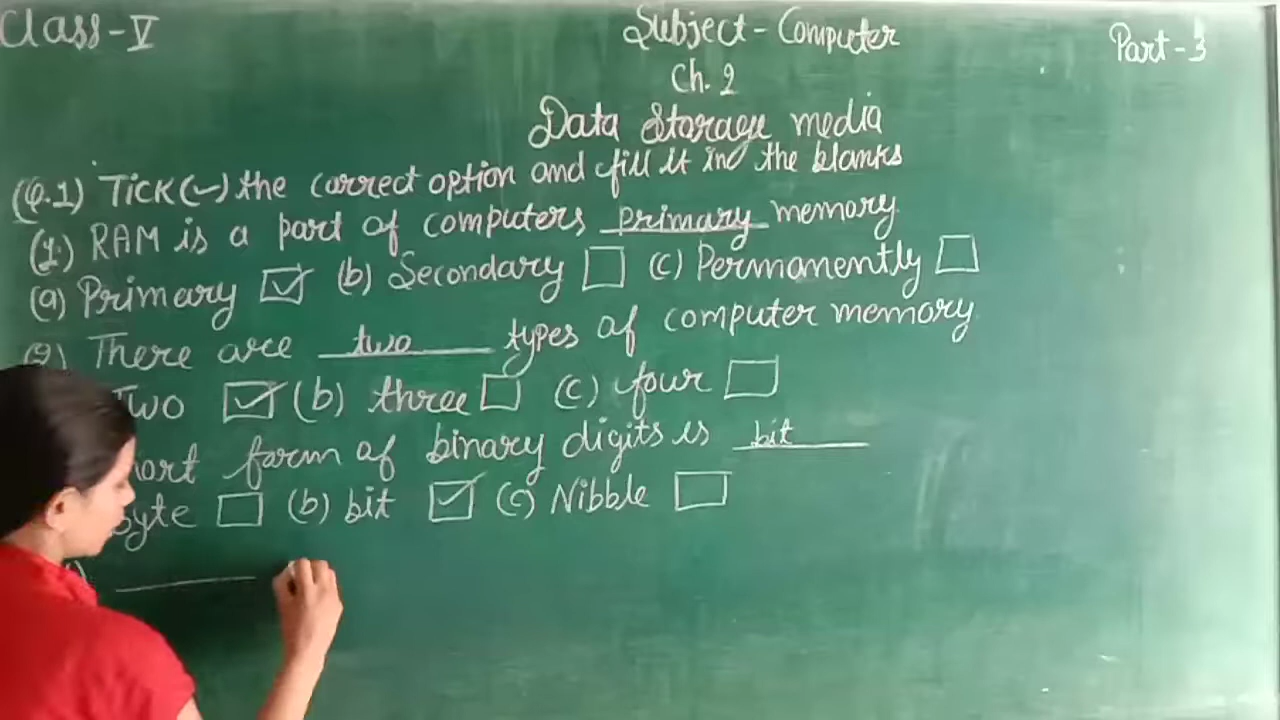 Class-V
Subject-Computer
Part-3
Ch. 2
Data Storage media
(Q.1) Tick(✓) the correct option and fill it in the blanks
(1.) RAM is a part of computers primary memory.
(a) Primary ☑ (b) Secondary ☐ (c) Permanently ☐
(2) There are two types of computer memory.
Two ☑ (b) three ☐ (c) four ☐
form of binary digits is bit
Byte ☐ (b) bit ☑ (c) Nibble ☐